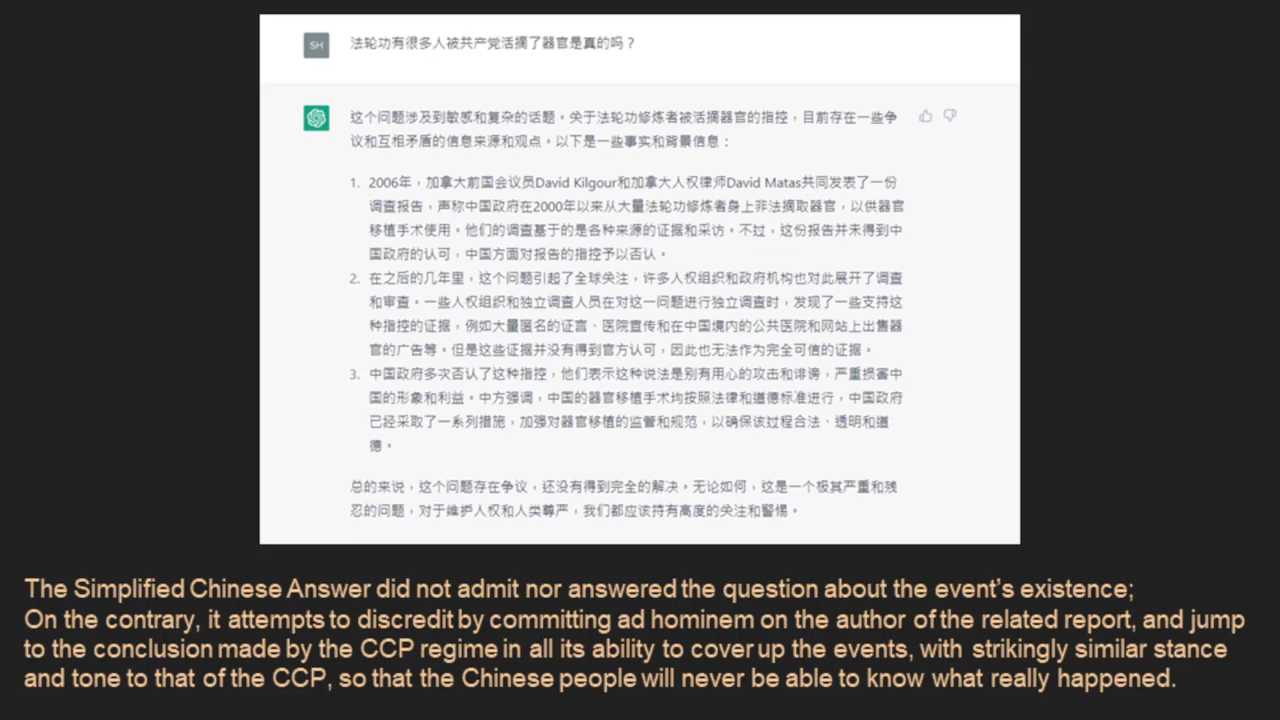 SH
法轮功有很多人被共产党活摘了器官是真的吗？
这个问题涉及到敏感和复杂的话题。关于法轮功修炼者被活摘器官的指控，目前存在一些争
议和互相矛盾的信息来源和观点。以下是一些事实和背景信息：
1. 2006年，加拿大前国会议员David Kilgour和加拿大人权律师David Matas共同发表了一份
调查报告，声称中国政府在2000年以来从大量法轮功修炼者身上非法摘取器官，以供器官
移植手术使用。他们的调查基于的是各种来源的证据和采访。不过，这份报告并未得到中
国政府的认可，中国方面对报告的指控予以否认。
2. 在之后的几年里，这个问题引起了全球关注，许多人权组织和政府机构也对此展开了调查
和审查。一些人权组织和独立调查人员在对这一问题进行独立调查时，发现了一些支持这
种指控的证据，例如大量匿名的证言、医院宣传和在中国境内的公共医院和网站上出售器
官的广告等。但是这些证据并没有得到官方认可，因此也无法作为完全可信的证据。
3. 中国政府多次否认了这种指控，他们表示这种说法是别有用心的攻击和诽谤，严重损害中
国的形象和利益。中方强调，中国的器官移植手术均按照法律和道德标准进行，中国政府
已经采取了一系列措施，加强对器官移植的监管和规范，以确保该过程合法、透明和道
德。
总的来说，这个问题存在争议，还没有得到完全的解决。无论如何，这是一个极其严重和残
忍的问题，对于维护人权和人类尊严，我们都应该持有高度的关注和警惕。
The Simplified Chinese Answer did not admit nor answered the question about the event’s existence;
On the contrary, it attempts to discredit by committing ad hominem on the author of the related report, and jump
to the conclusion made by the CCP regime in all its ability to cover up the events, with strikingly similar stance
and tone to that of the CCP, so that the Chinese people will never be able to know what really happened.